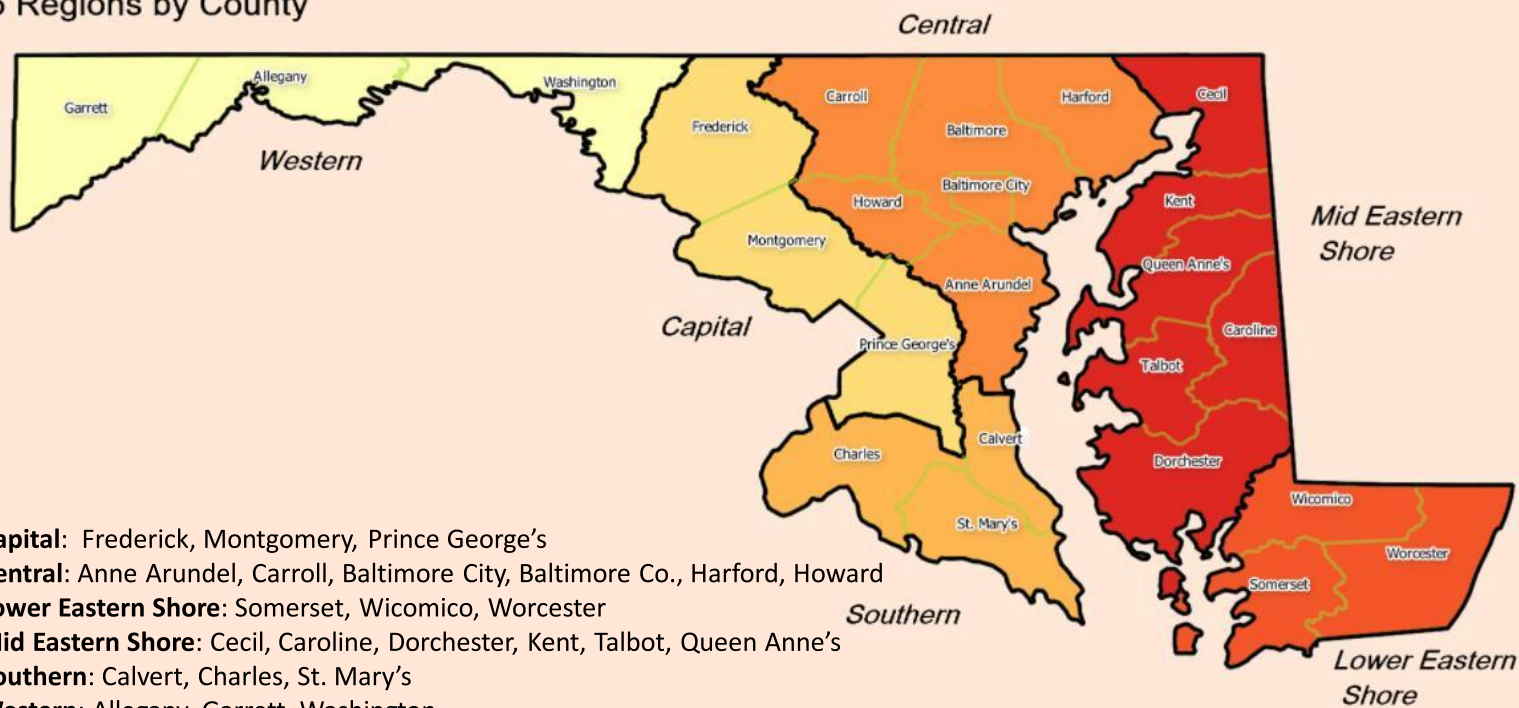 Regions by County
Central
Garrett
Allegany
Washington
Frederick
Carroll
Baltimore
Harford
Cecil
Western
Baltimore City
Howard
Kent
Mid Eastern
Shore
Montgomery
Queen Anne's
Anne Arundel
Capital
Prince George's
Caroline
Talbot
Calvert
Charles
Dorchester
St. Mary's
Wicomico
Worcester
Somerset
Southern
Lower Eastern
Shore
apital: Frederick, Montgomery, Prince George’s
entral: Anne Arundel, Carroll, Baltimore City, Baltimore Co., Harford, Howard
ower Eastern Shore: Somerset, Wicomico, Worcester
id Eastern Shore: Cecil, Caroline, Dorchester, Kent, Talbot, Queen Anne’s
outhern: Calvert, Charles, St. Mary’s
Western: Allegany, Garrett, Washington